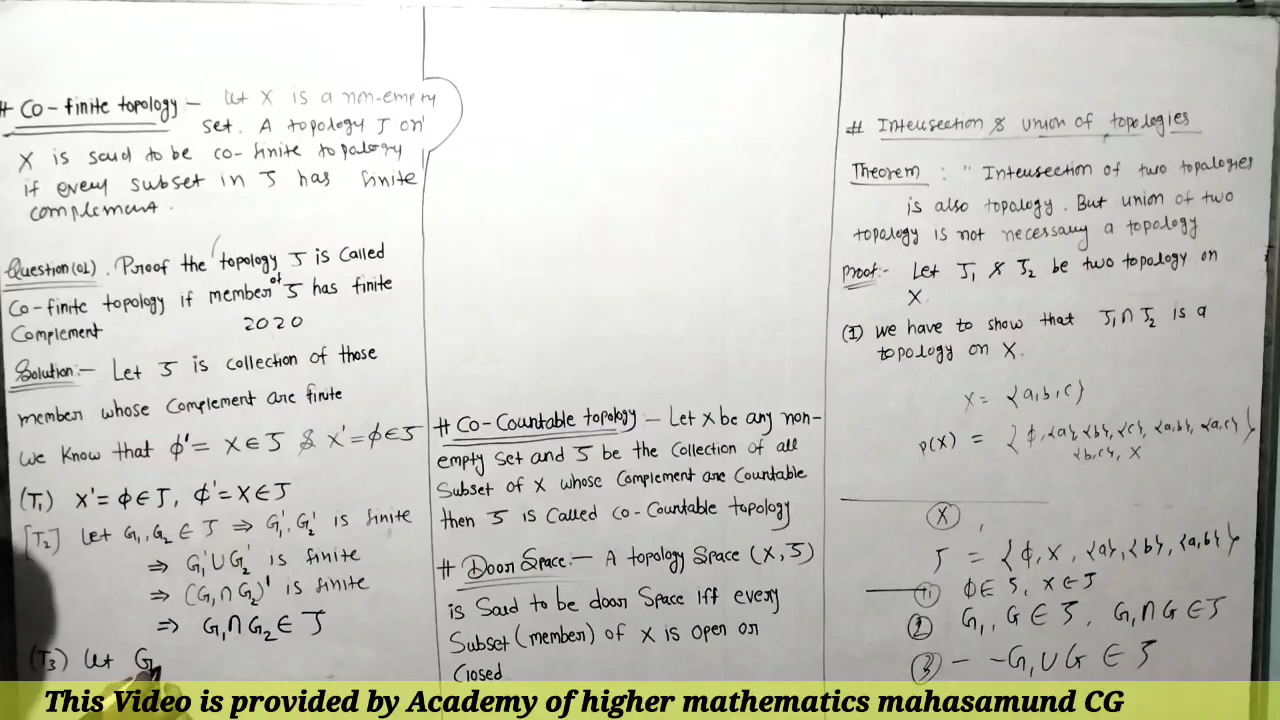 # Co-finite topology - Let X is a non-empty
set. A topology J on
X is said to be co-finite topology
if every subset in J has finite
complement.
Question(01). Proof the topology J is Called
Co-finite topology if member of J has finite
Complement 2020
Solution:- Let J is collection of those
member whose Complement are finite
we know that ϕ' = X ∈ J & X' = ϕ ∈ J
(T₁) X' = ϕ ∈ J, ϕ' = X ∈ J
[T₂] Let G₁, G₂ ∈ J ⇒ G₁', G₂' is finite
⇒ G₁' ∪ G₂' is finite
⇒ (G₁ ∩ G₂)' is finite
⇒ G₁ ∩ G₂ ∈ J
(T₃) Let G
# Co-Countable topology - Let X be any non-
empty set and J be the Collection of all
Subset of X whose Complement are Countable
then J is Called Co-Countable topology
# Door Space.- A topology Space (X, J)
is Said to be door Space iff every
Subset (member) of X is open or
Closed
# Intersection & union of topologies
Theorem : " Intersection of two topalogies
is also topology. But union of two
topology is not necessary a topology
Proof:- Let J₁ & J₂ be two topology on
X.
(I) we have to show that J₁ ∩ J₂ is a
topology on X.
X = {a, b, c}
P(X) = {ϕ, {a}, {b}, {c}, {a,b}, {a,c}
{b,c}, X }
X ,
J = {ϕ, X, {a}, {b}, {a,b} }
ϕ ∈ J, X ∈ J
2 G₁, G ∈ J, G₁ ∩ G ∈ J
3 - - G₁ ∪ G ∈ J
This Video is provided by Academy of higher mathematics mahasamund CG